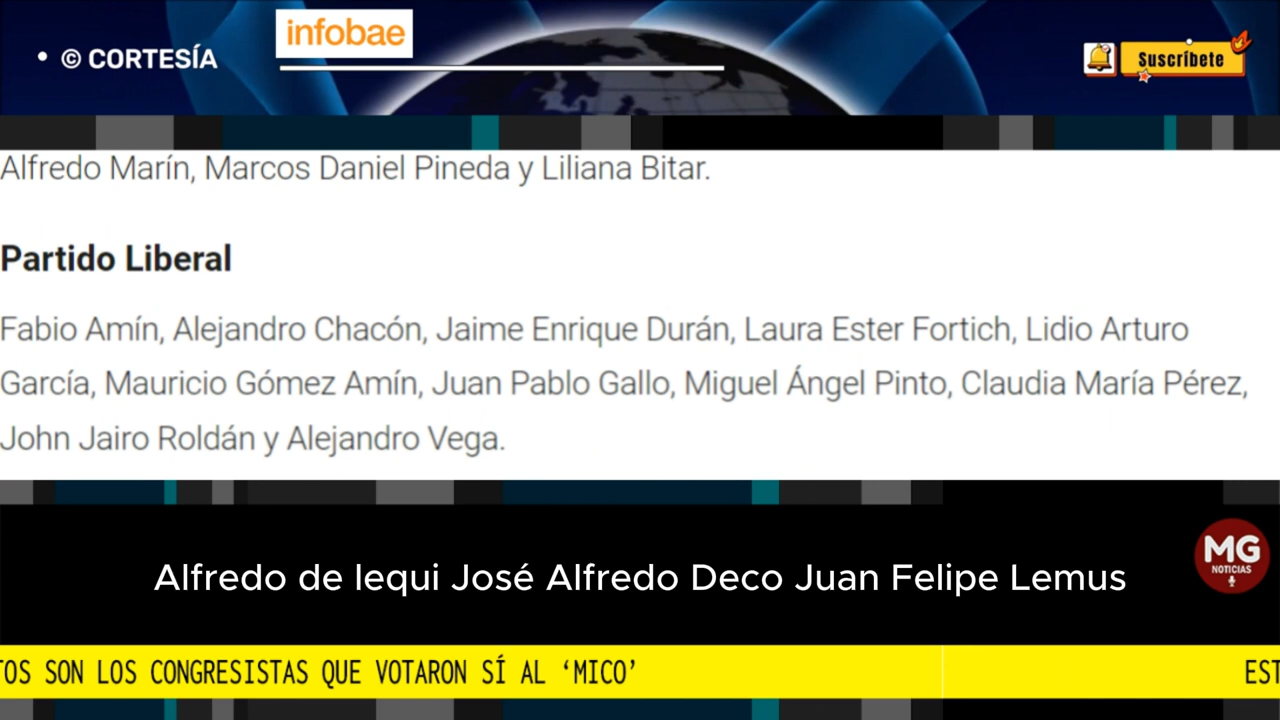 infobae
• © CORTESÍA
Suscríbete
Alfredo Marín, Marcos Daniel Pineda y Liliana Bitar.
Partido Liberal
Fabio Amín, Alejandro Chacón, Jaime Enrique Durán, Laura Ester Fortich, Lidio Arturo
García, Mauricio Gómez Amín, Juan Pablo Gallo, Miguel Ángel Pinto, Claudia María Pérez,
John Jairo Roldán y Alejandro Vega.
MG
NOTICIAS
Alfredo de lequi José Alfredo Deco Juan Felipe Lemus
TOS SON LOS CONGRESISTAS QUE VOTARON SÍ AL ‘MICO’ EST